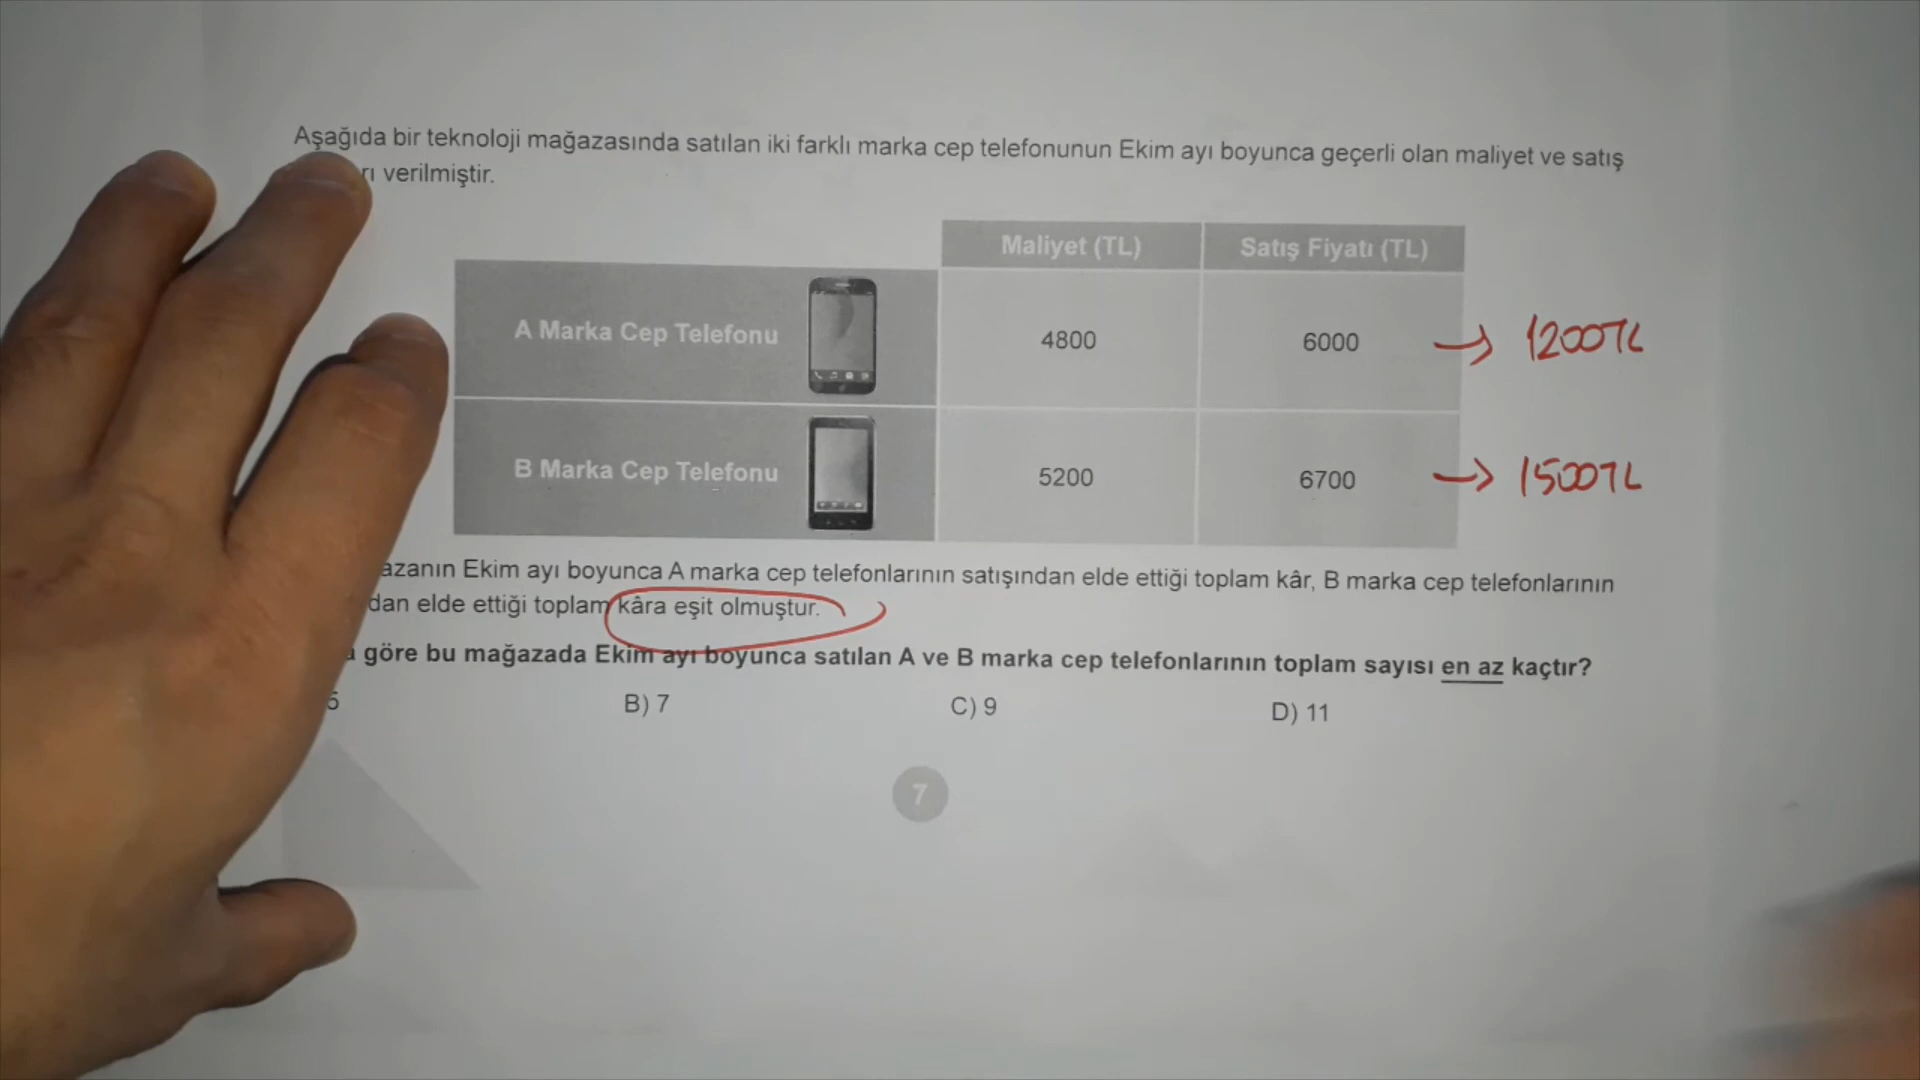 Aşağıda bir teknoloji mağazasında satılan iki farklı marka cep telefonunun Ekim ayı boyunca geçerli olan maliyet ve satış
rı verilmiştir.
Maliyet (TL) Satış Fiyatı (TL)
A Marka Cep Telefonu 4800 6000 → 1200TL
B Marka Cep Telefonu 5200 6700 → 1500TL
azanın Ekim ayı boyunca A marka cep telefonlarının satışından elde ettiği toplam kâr, B marka cep telefonlarının
dan elde ettiği toplam kâra eşit olmuştur.
göre bu mağazada Ekim ayı boyunca satılan A ve B marka cep telefonlarının toplam sayısı en az kaçtır?
B) 7 C) 9 D) 11
7